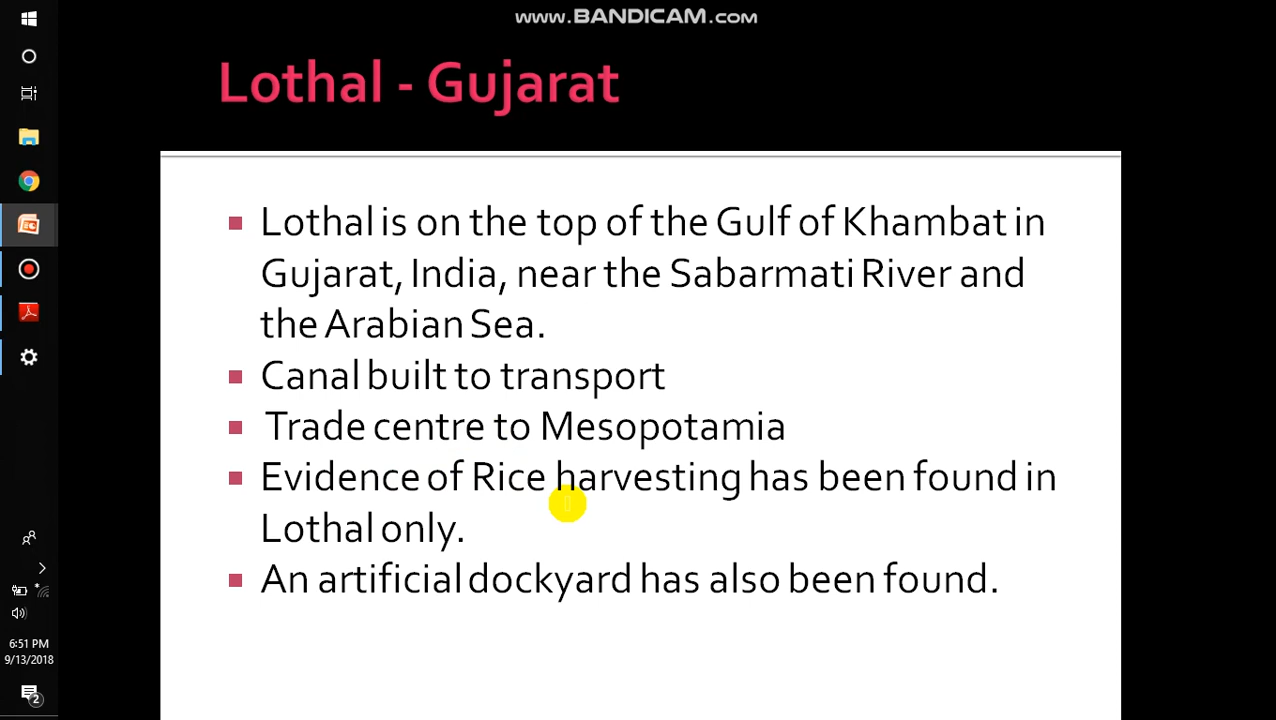 www.BANDICAM.com
Lothal - Gujarat
Lothal is on the top of the Gulf of Khambat in
Gujarat, India, near the Sabarmati River and
the Arabian Sea.
Canal built to transport
Trade centre to Mesopotamia
Evidence of Rice harvesting has been found in
Lothal only.
An artificial dockyard has also been found.
6:51 PM
9/13/2018
2